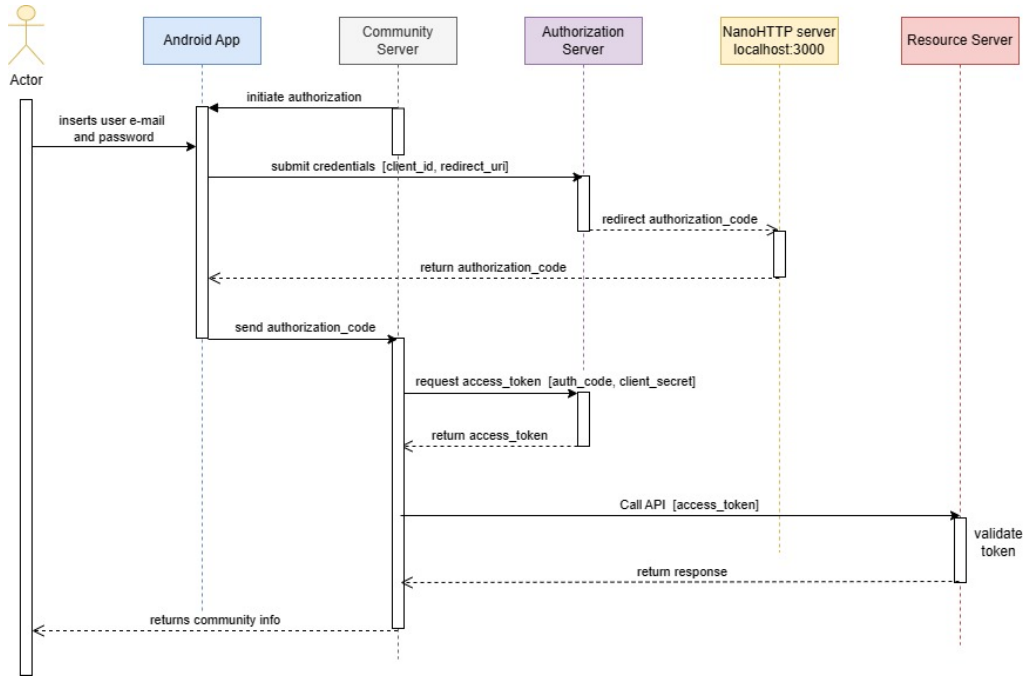 Actor
Android App
Community
Server
Authorization
Server
NanoHTTP server
localhost:3000
Resource Server
initiate authorization
inserts user e-mail
and password
submit credentials [client_id, redirect_uri]
redirect authorization_code
return authorization_code
send authorization_code
request access_token [auth_code, client_secret]
return access_token
Call API [access_token]
validate
token
return response
returns community info